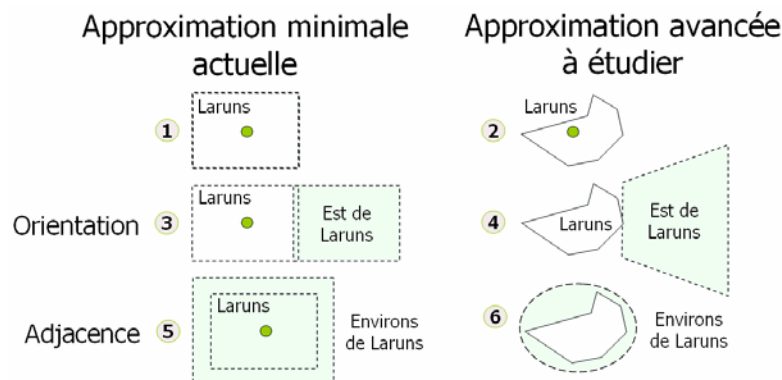 Approximation minimale
actuelle
Approximation avancée
à étudier
1
Laruns
2
Laruns
Orientation
3
Laruns
Est de
Laruns
4
Laruns
Est de
Laruns
Adjacence
5
Laruns
Environs
de Laruns
6
Environs
de Laruns